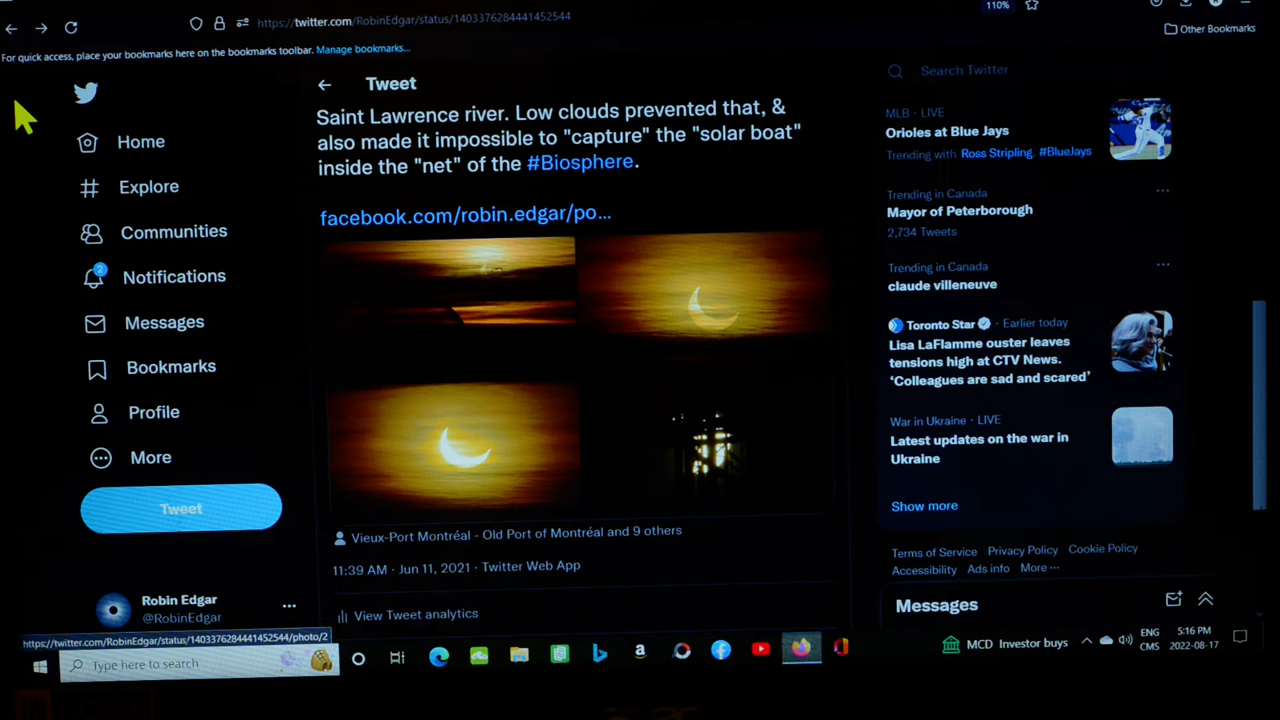 https://twitter.com/RobinEdgar/status/1403376284441452544
110%
For quick access, place your bookmarks here on the bookmarks toolbar. Manage bookmarks...
Other Bookmarks
Home
Explore
Communities
2
Notifications
Messages
Bookmarks
Profile
More
Tweet
Robin Edgar
@RobinEdgar
Tweet
Saint Lawrence river. Low clouds prevented that, &
also made it impossible to "capture" the "solar boat"
inside the "net" of the #Biosphere.
facebook.com/robin.edgar/po...
Vieux-Port Montréal - Old Port of Montréal and 9 others
11:39 AM · Jun 11, 2021 · Twitter Web App
View Tweet analytics
Search Twitter
MLB · LIVE
Orioles at Blue Jays
Trending with Ross Stripling, #BlueJays
Trending in Canada
Mayor of Peterborough
2,734 Tweets
Trending in Canada
claude villeneuve
Toronto Star · Earlier today
Lisa LaFlamme ouster leaves
tensions high at CTV News.
‘Colleagues are sad and scared’
War in Ukraine · LIVE
Latest updates on the war in
Ukraine
Show more
Terms of Service Privacy Policy Cookie Policy
Accessibility Ads info More ···
Messages
https://twitter.com/RobinEdgar/status/1403376284441452544/photo/2
Type here to search
MCD Investor buys
ENG
CMS
5:16 PM
2022-08-17